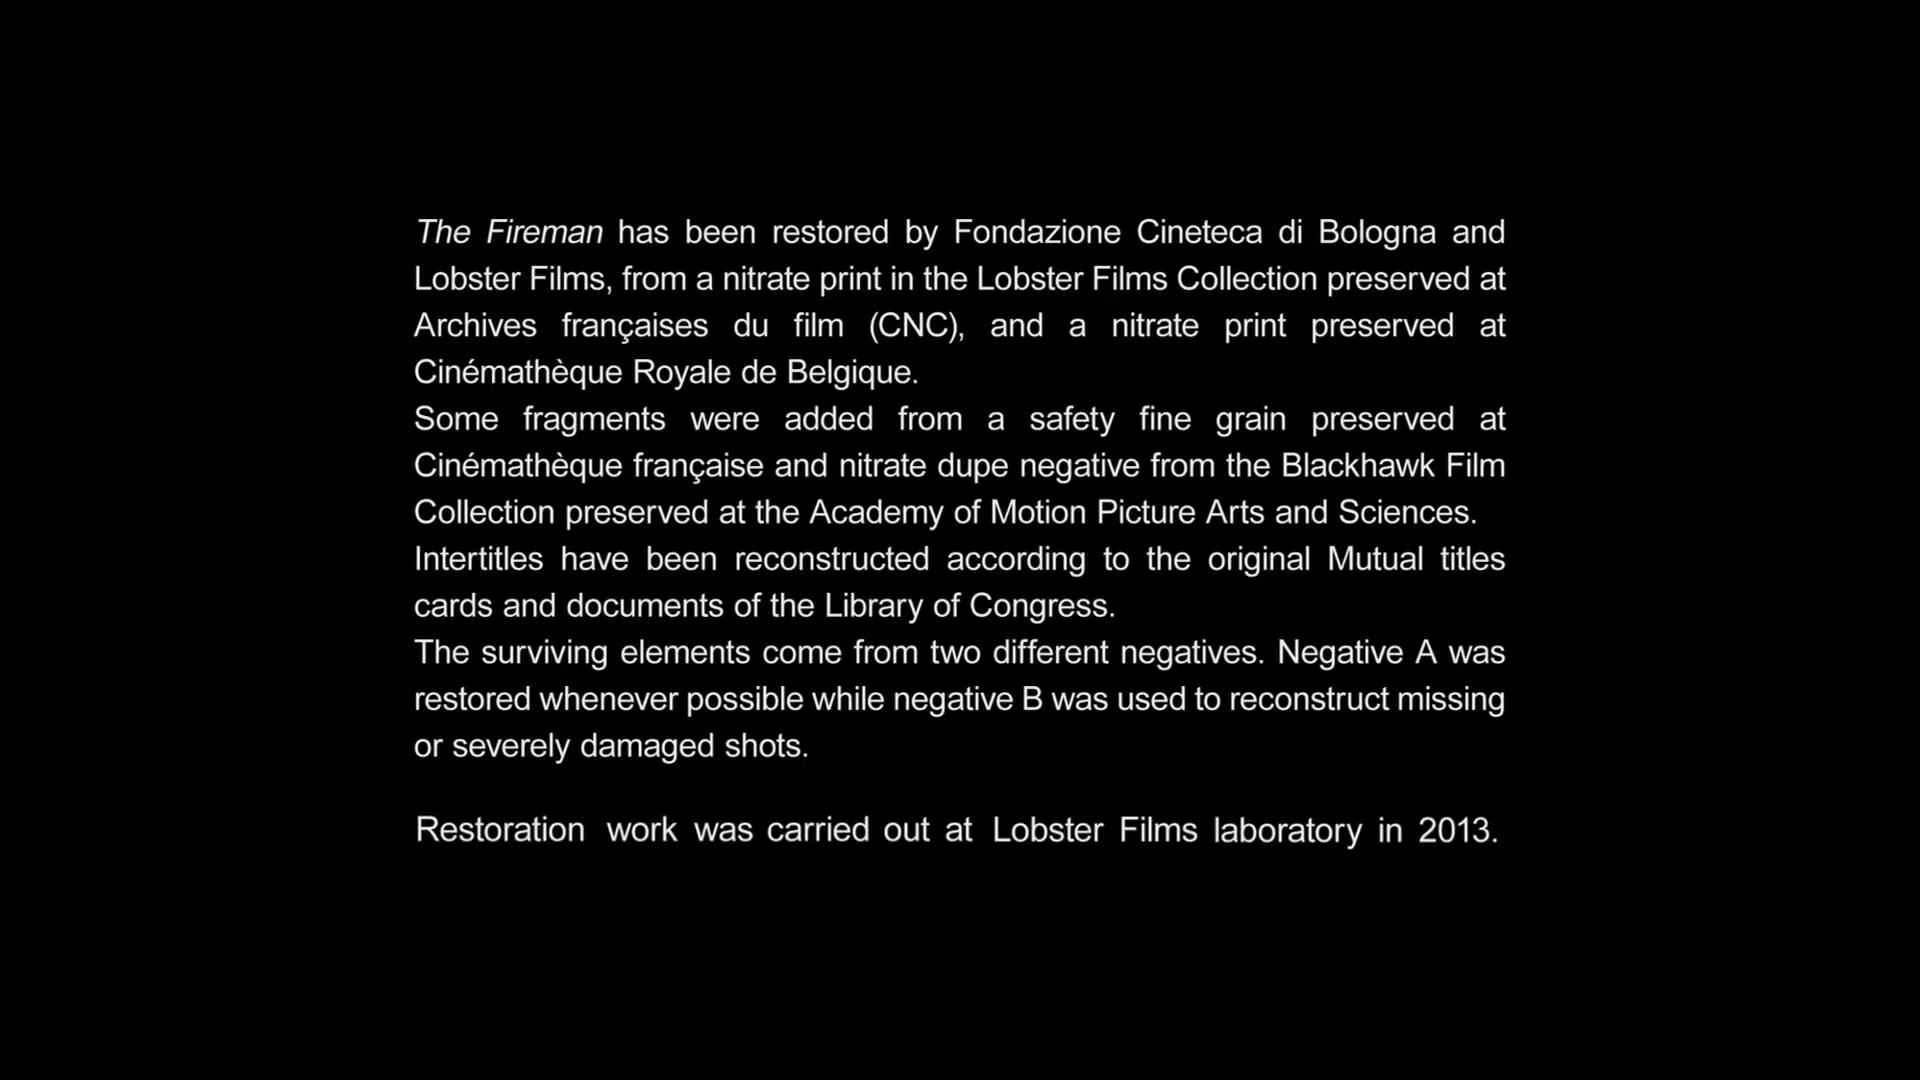 The Fireman has been restored by Fondazione Cineteca di Bologna and
Lobster Films, from a nitrate print in the Lobster Films Collection preserved at
Archives françaises du film (CNC), and a nitrate print preserved at
Cinémathèque Royale de Belgique.
Some fragments were added from a safety fine grain preserved at
Cinémathèque française and nitrate dupe negative from the Blackhawk Film
Collection preserved at the Academy of Motion Picture Arts and Sciences.
Intertitles have been reconstructed according to the original Mutual titles
cards and documents of the Library of Congress.
The surviving elements come from two different negatives. Negative A was
restored whenever possible while negative B was used to reconstruct missing
or severely damaged shots.
Restoration work was carried out at Lobster Films laboratory in 2013.